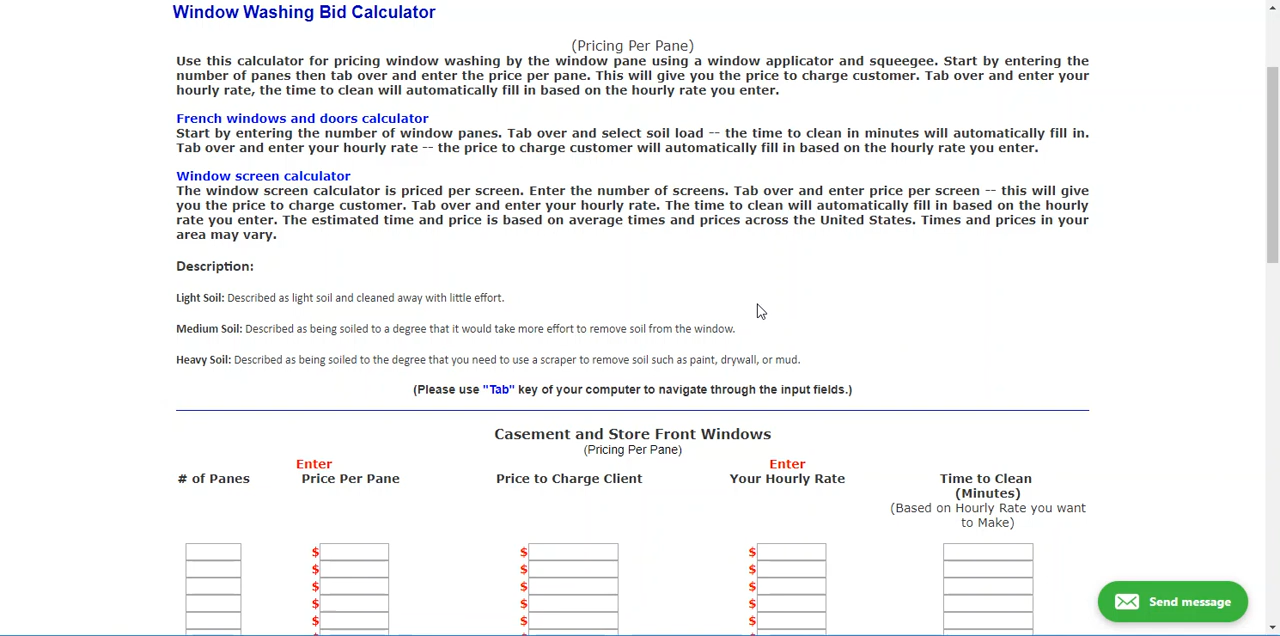 Window Washing Bid Calculator
(Pricing Per Pane)
Use this calculator for pricing window washing by the window pane using a window applicator and squeegee. Start by entering the
number of panes then tab over and enter the price per pane. This will give you the price to charge customer. Tab over and enter your
hourly rate, the time to clean will automatically fill in based on the hourly rate you enter.
French windows and doors calculator
Start by entering the number of window panes. Tab over and select soil load -- the time to clean in minutes will automatically fill in.
Tab over and enter your hourly rate -- the price to charge customer will automatically fill in based on the hourly rate you enter.
Window screen calculator
The window screen calculator is priced per screen. Enter the number of screens. Tab over and enter price per screen -- this will give
you the price to charge customer. Tab over and enter your hourly rate. The time to clean will automatically fill in based on the hourly
rate you enter. The estimated time and price is based on average times and prices across the United States. Times and prices in your
area may vary.
Description:
Light Soil: Described as light soil and cleaned away with little effort.
Medium Soil: Described as being soiled to a degree that it would take more effort to remove soil from the window.
Heavy Soil: Described as being soiled to the degree that you need to use a scraper to remove soil such as paint, drywall, or mud.
(Please use "Tab" key of your computer to navigate through the input fields.)
Casement and Store Front Windows
(Pricing Per Pane)
Enter Enter
# of Panes Price Per Pane Price to Charge Client Your Hourly Rate Time to Clean
(Minutes)
(Based on Hourly Rate you want
to Make)
$ $ $
$ $ $
$ $ $
$ $ $
$ $ $
Send message